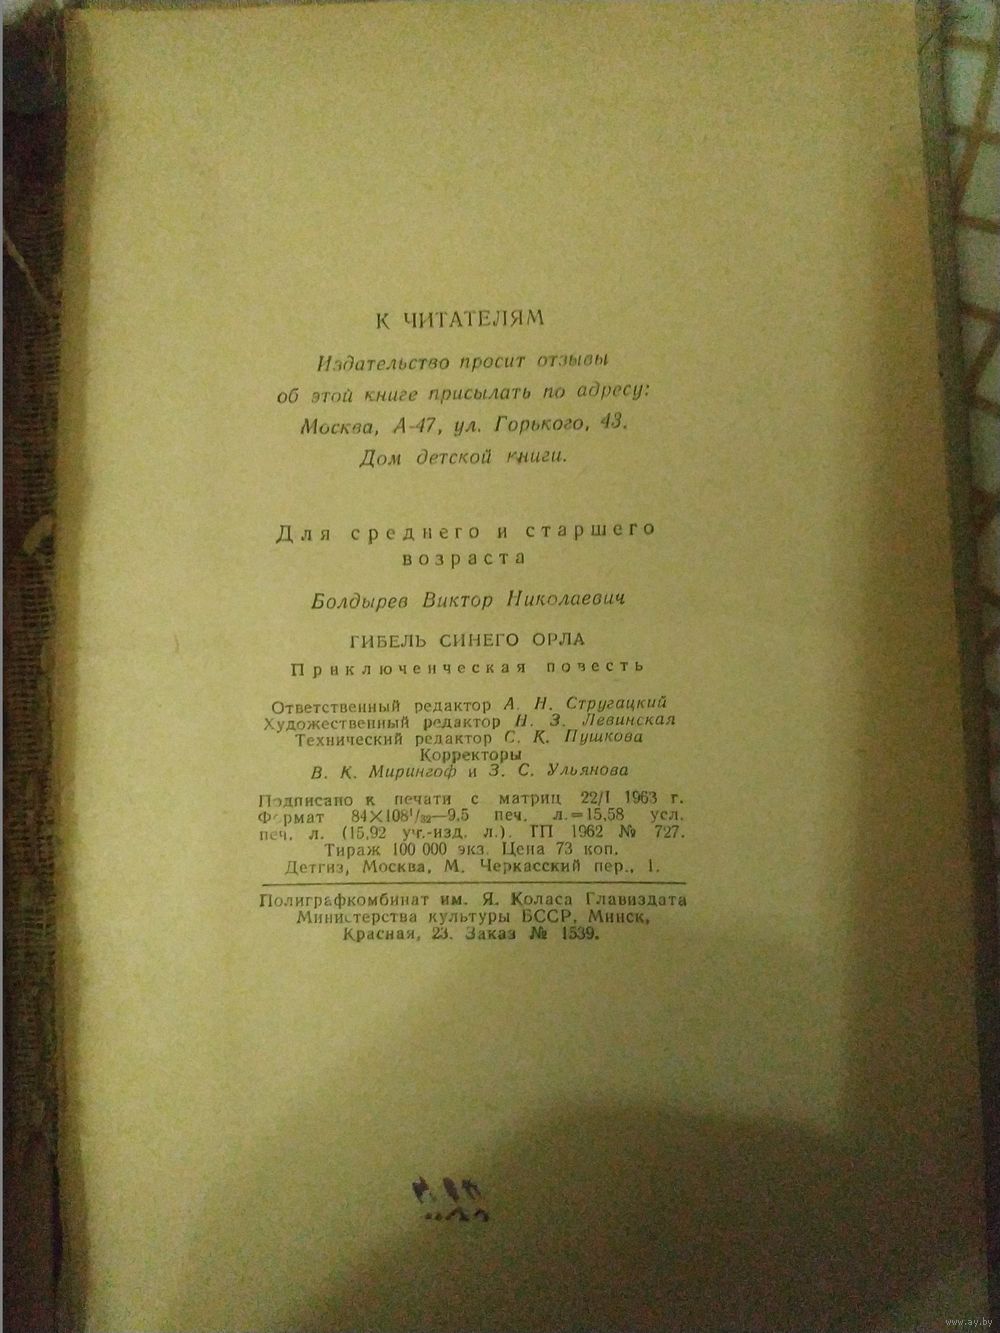 К ЧИТАТЕЛЯМ
Издательство просит отзывы
об этой книге присылать по адресу:
Москва, А-47, ул. Горького, 43.
Дом детской книги.
Для среднего и старшего
возраста
Болдырев Виктор Николаевич
ГИБЕЛЬ СИНЕГО ОРЛА
Приключенческая повесть
Ответственный редактор А. Н. Стругацкий
Художественный редактор Н. З. Левинская
Технический редактор С. К. Пушкова
Корректоры
В. К. Мирингоф и З. С. Ульянова
Подписано к печати с матриц 22/I 1963 г.
Формат 84×108¹/₃₂—9,5 печ. л.=15,58 усл.
печ. л. (15,92 уч.-изд. л.). ТП 1962 № 727.
Тираж 100 000 экз. Цена 73 коп.
Детгиз, Москва, М. Черкасский пер., 1.
Полиграфкомбинат им. Я. Коласа Главиздата
Министерства культуры БССР, Минск,
Красная, 23. Заказ № 1539.
www.ay.by